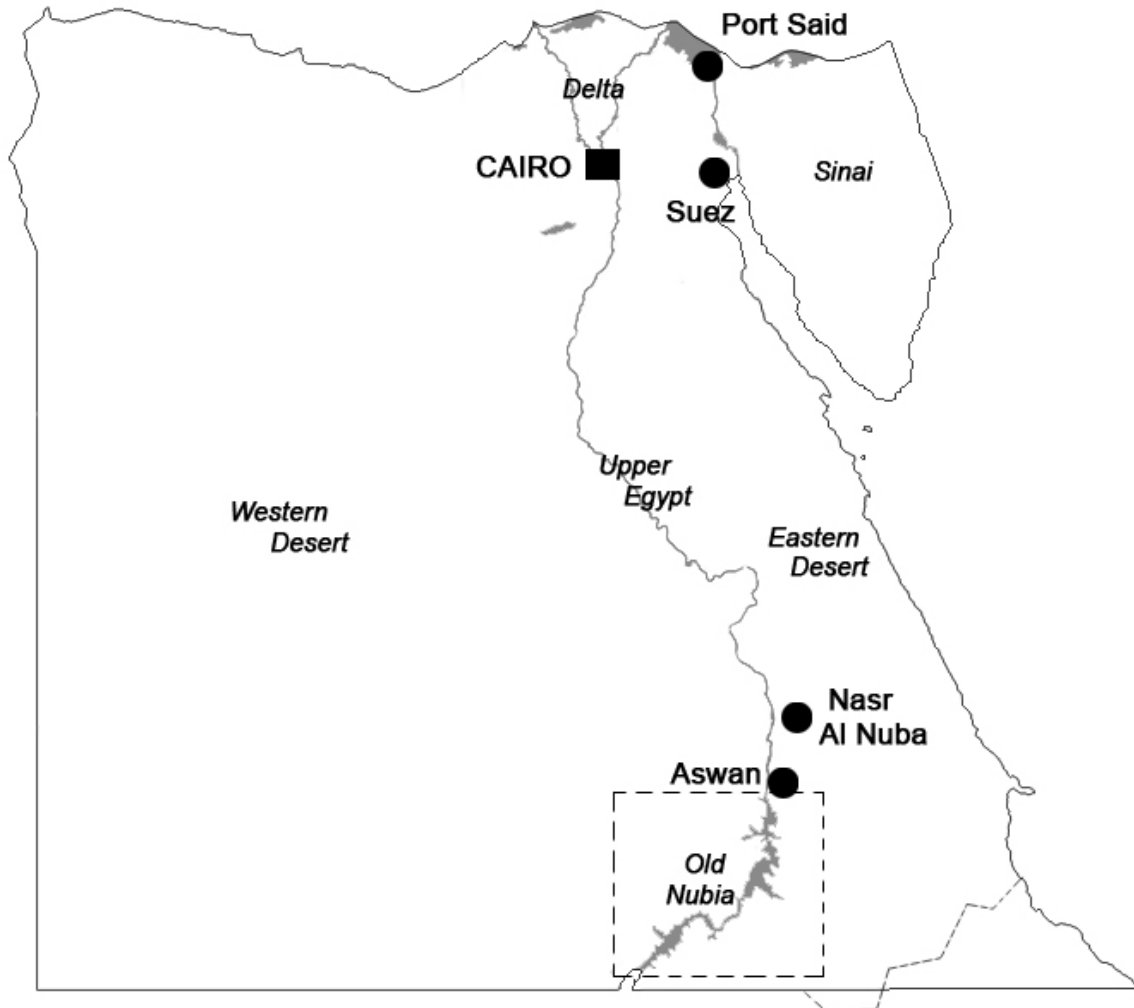 Port Said
Delta
CAIRO
Sinai
Suez
Upper
Egypt
Western
Desert
Eastern
Desert
Nasr
Al Nuba
Aswan
Old
Nubia